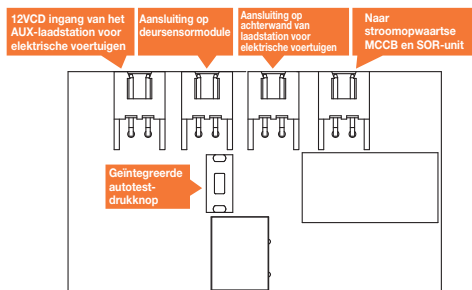 12VCD ingang van het
AUX-laadstation voor
elektrische voertuigen
Aansluiting op
deursensormodule
Aansluiting op
achterwand van
laadstation voor
elektrische voertuigen
Naar
stroomopwaartse
MCCB en SOR-unit
Geïntegreerde
autotest-
drukknop